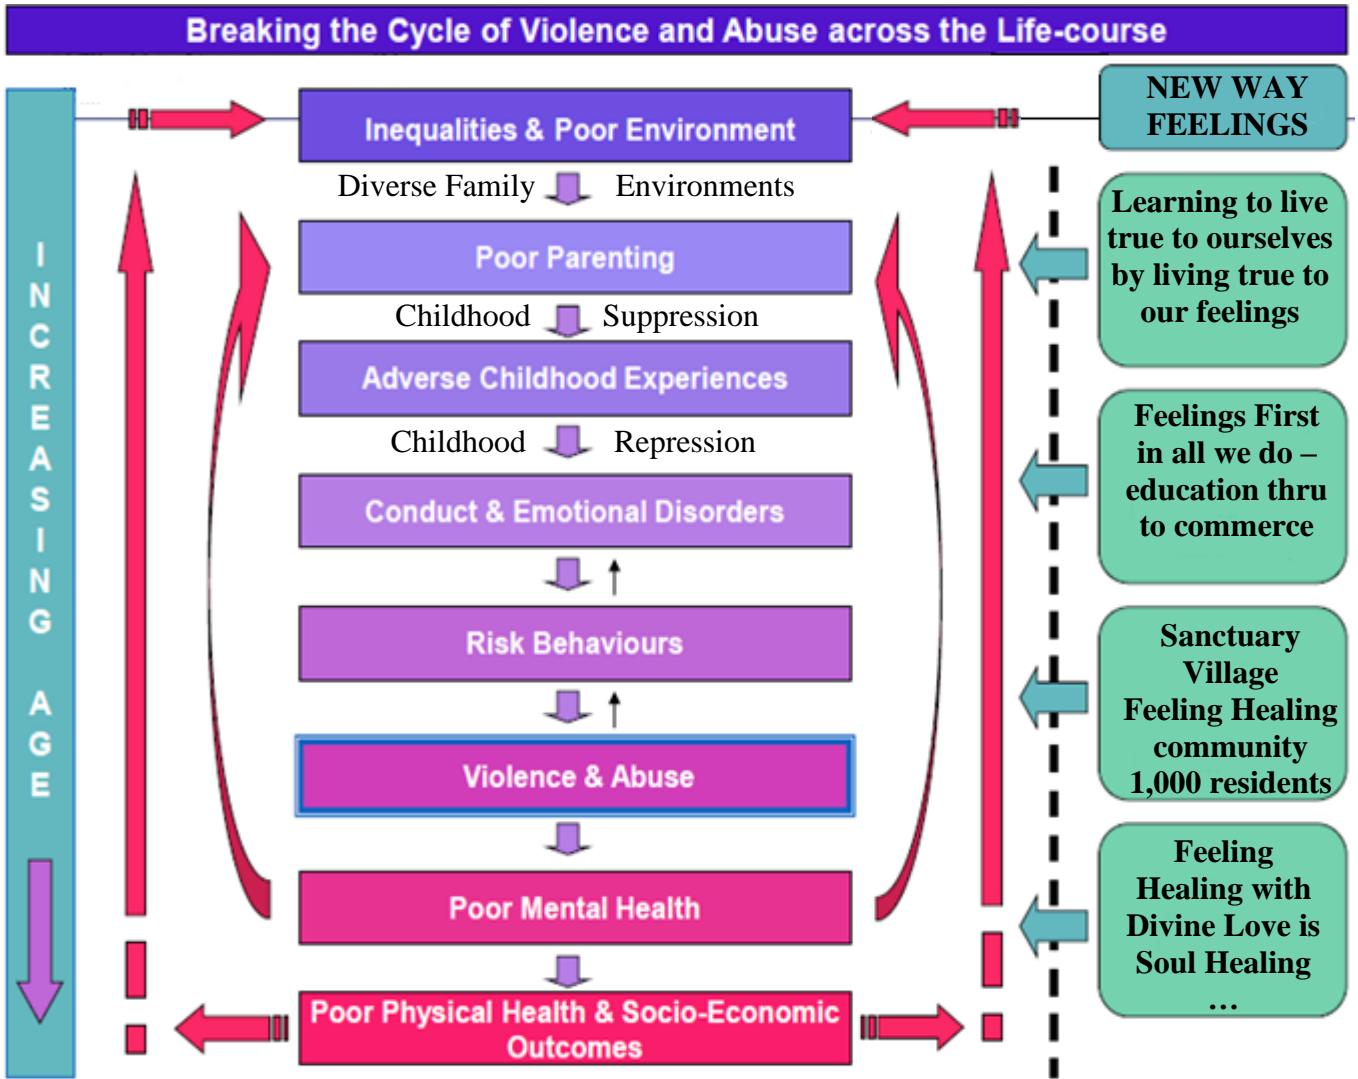 Breaking the Cycle of Violence and Abuse across the Life-course
INCREASING AGE
Inequalities & Poor Environment
Diverse Family Environments
Poor Parenting
Childhood Suppression
Adverse Childhood Experiences
Childhood Repression
Conduct & Emotional Disorders
Risk Behaviours
Violence & Abuse
Poor Mental Health
Poor Physical Health & Socio-Economic
Outcomes
NEW WAY
FEELINGS
Learning to live
true to ourselves
by living true to
our feelings
Feelings First
in all we do –
education thru
to commerce
Sanctuary
Village
Feeling Healing
community
1,000 residents
Feeling
Healing with
Divine Love is
Soul Healing
…